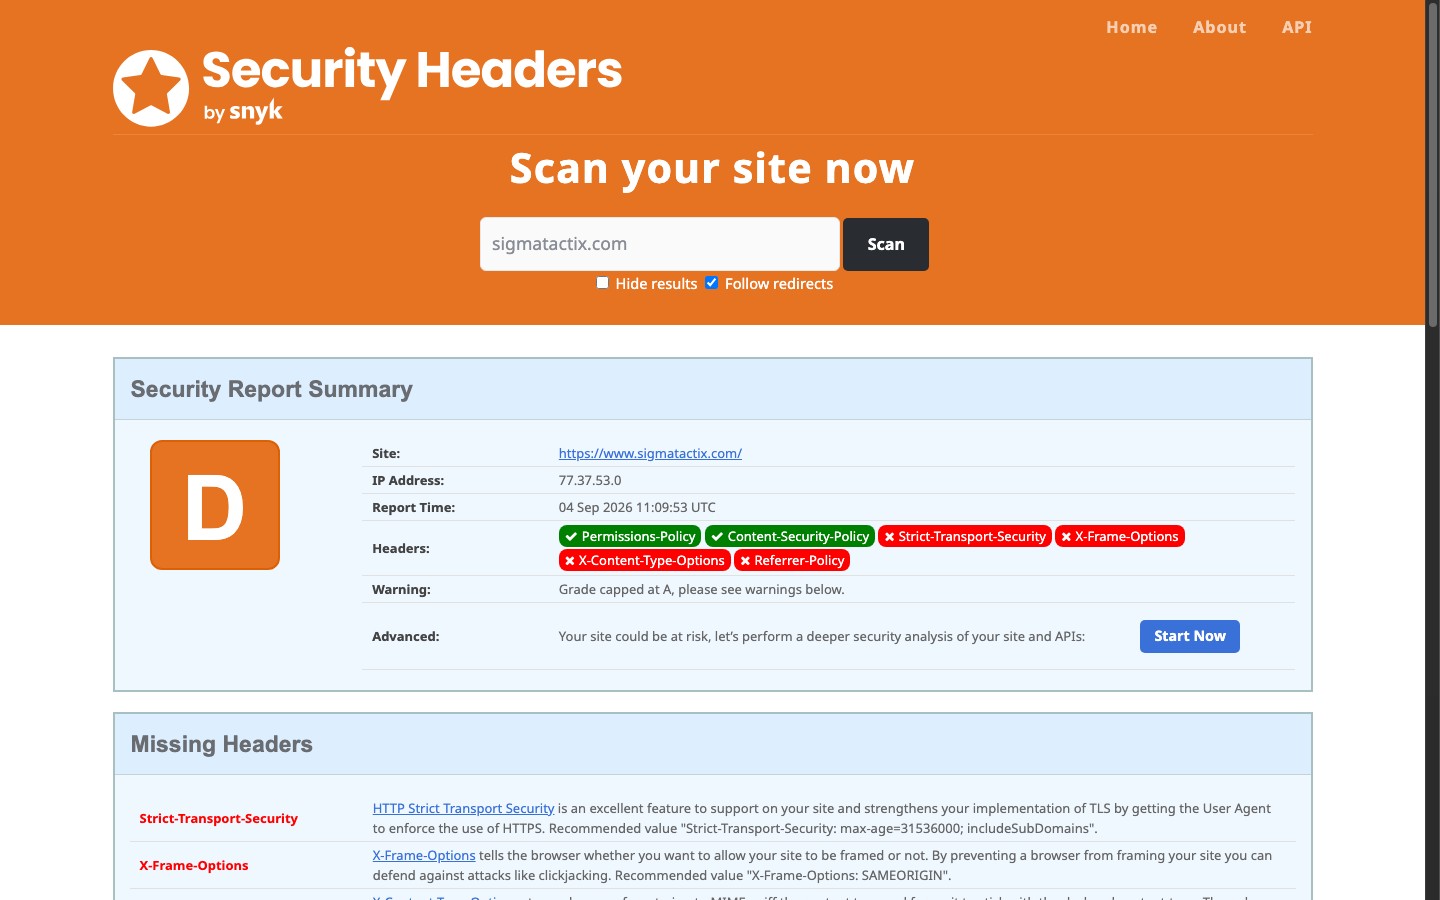 Home About API
Security Headers
by snyk
Scan your site now
sigmatactix.com Scan
Hide results Follow redirects
Security Report Summary
D
Site: https://www.sigmatactix.com/
IP Address: 77.37.53.0
Report Time: 04 Sep 2026 11:09:53 UTC
Headers: Permissions-Policy Content-Security-Policy Strict-Transport-Security X-Frame-Options
X-Content-Type-Options Referrer-Policy
Warning: Grade capped at A, please see warnings below.
Advanced: Your site could be at risk, let's perform a deeper security analysis of your site and APIs: Start Now
Missing Headers
Strict-Transport-Security
HTTP Strict Transport Security is an excellent feature to support on your site and strengthens your implementation of TLS by getting the User Agent
to enforce the use of HTTPS. Recommended value "Strict-Transport-Security: max-age=31536000; includeSubDomains".
X-Frame-Options
X-Frame-Options tells the browser whether you want to allow your site to be framed or not. By preventing a browser from framing your site you can
defend against attacks like clickjacking. Recommended value "X-Frame-Options: SAMEORIGIN".